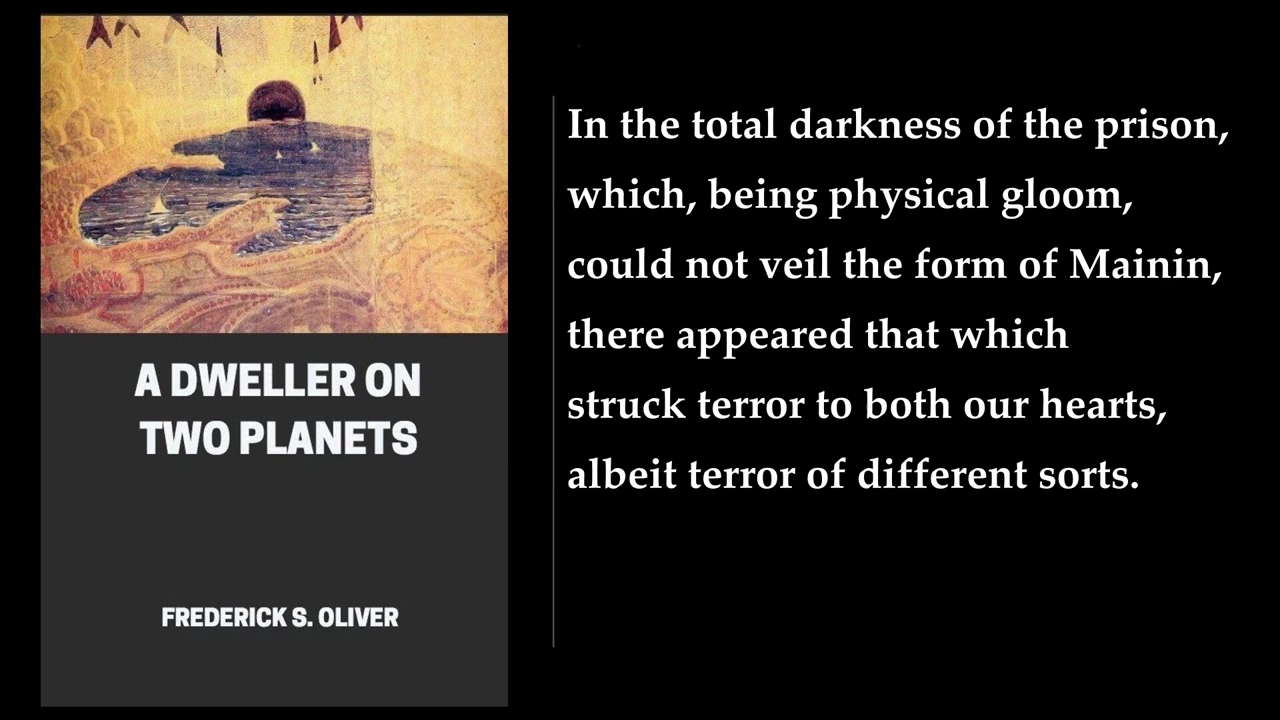 A DWELLER ON
TWO PLANETS
FREDERICK S. OLIVER
In the total darkness of the prison,
which, being physical gloom,
could not veil the form of Mainin,
there appeared that which
struck terror to both our hearts,
albeit terror of different sorts.